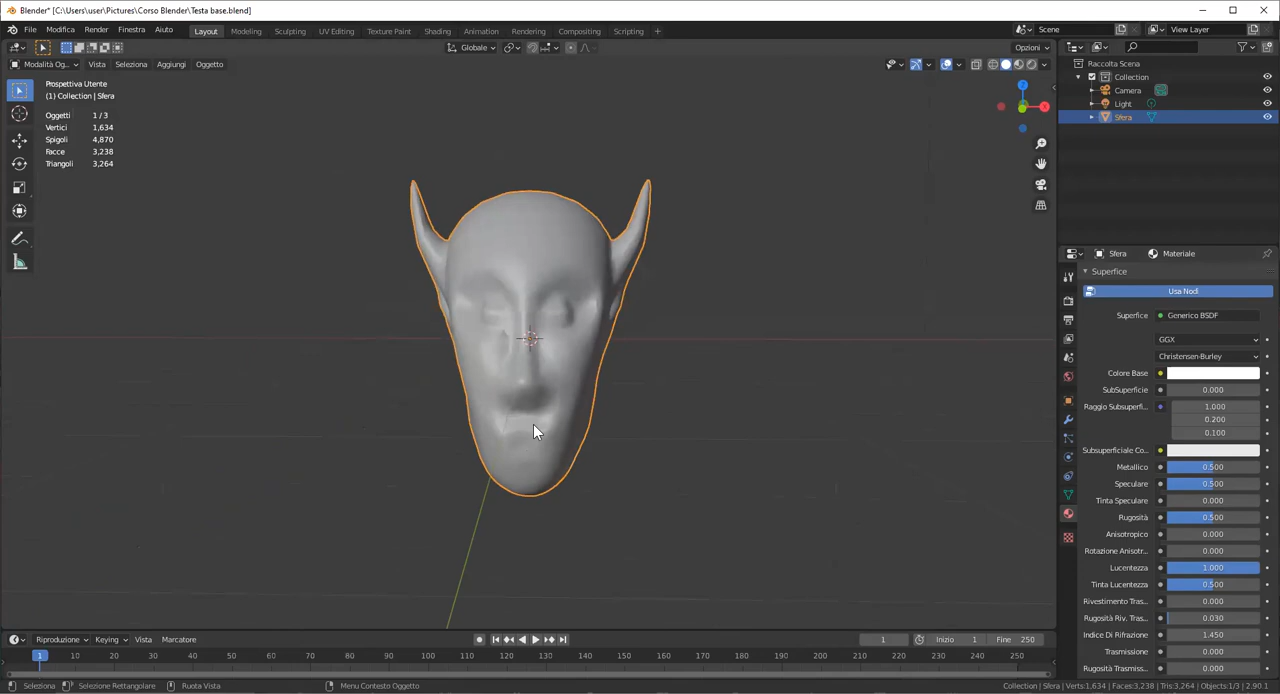 Blender* [C:\Users\user\Pictures\Corso Blender\Testa base.blend]
File Modifica Render Finestra Aiuto Layout Modeling Sculpting UV Editing Texture Paint Shading Animation Rendering Compositing Scripting + Scene View Layer
Globale Opzioni
Modalità Og... Vista Seleziona Aggiungi Oggetto
Prospettiva Utente
(1) Collection | Sfera
Oggetti 1 / 3
Vertici 1,634
Spigoli 4,870
Facce 3,238
Triangoli 3,264
Z
X
Raccolta Scena
Collection
Camera
Light
Sfera
Sfera Materiale
Superfice
Usa Nodi
Superfice Generico BSDF
GGX
Christensen-Burley
Colore Base
SubSuperficie 0.000
Raggio Subsuperfi... 1.000
0.200
0.100
Subsuperficiale Co...
Metallico 0.500
Speculare 0.500
Tinta Speculare 0.000
Rugosità 0.500
Anisotropico 0.000
Rotazione Anisotr... 0.000
Lucentezza 1.000
Tinta Lucentezza 0.500
Rivestimento Tras... 0.000
Rugosità Riv. Tras... 0.030
Indice Di Rifrazione 1.450
Trasmissione 0.000
Rugosità Trasmiss... 0.000
Riproduzione Keying Vista Marcatore 1 Inizio 1 Fine 250
1 10 20 30 40 50 60 70 80 90 100 110 120 130 140 150 160 170 180 190 200 210 220 230 240 250
Seleziona Selezione Rettangolare Ruota Vista Menu Contesto Oggetto Collection | Sfera | Verts:1,634 | Faces:3,238 | Tris:3,264 | Objects:1/3 | 2.90.1